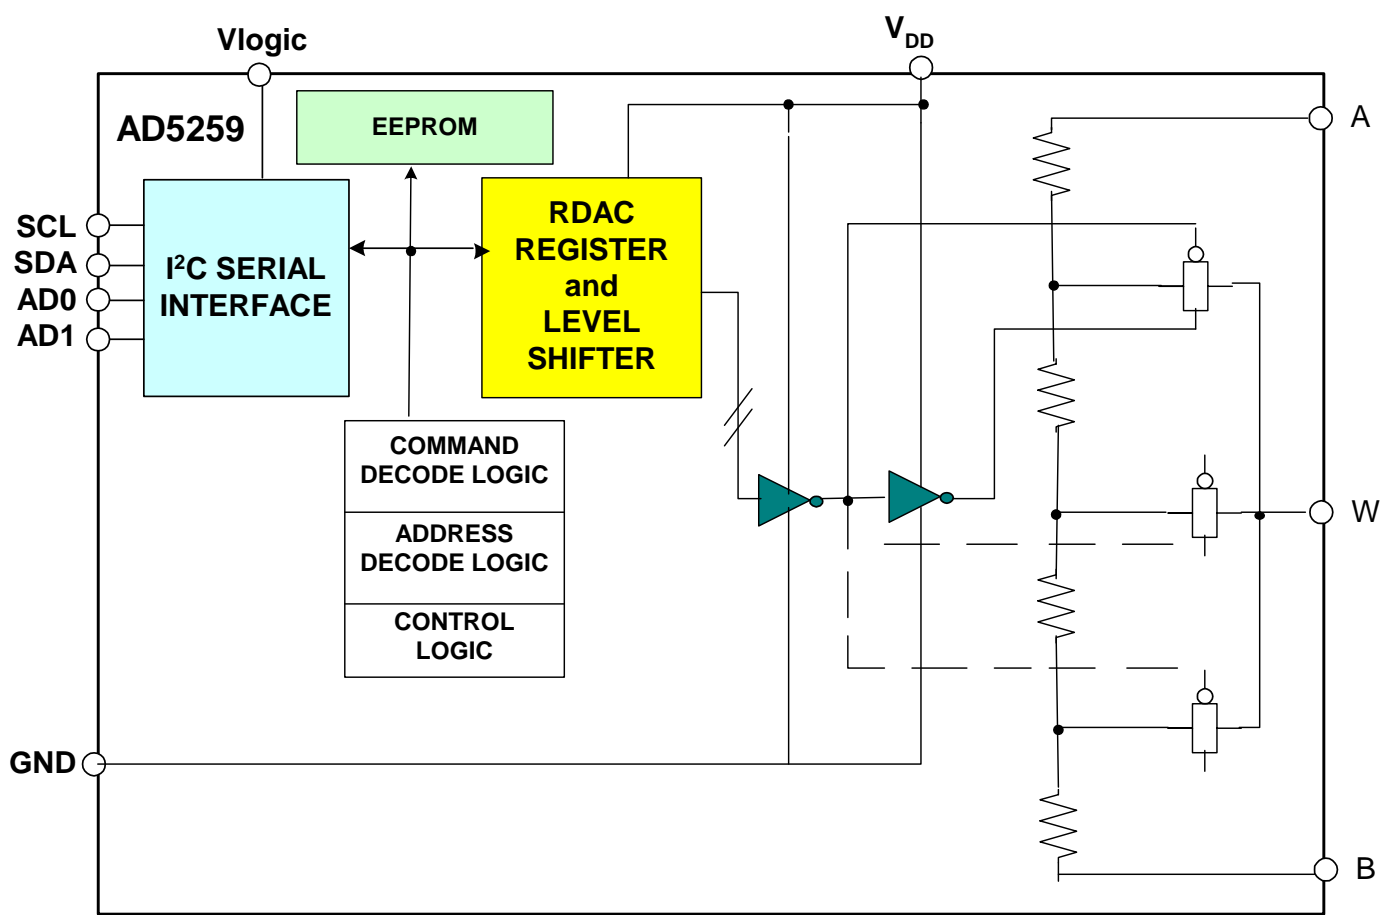 Vlogic
VDD
AD5259
EEPROM
A
SCL
SDA
AD0
AD1
I²C SERIAL
INTERFACE
RDAC
REGISTER
and
LEVEL
SHIFTER
COMMAND
DECODE LOGIC
ADDRESS
DECODE LOGIC
CONTROL
LOGIC
W
GND
B